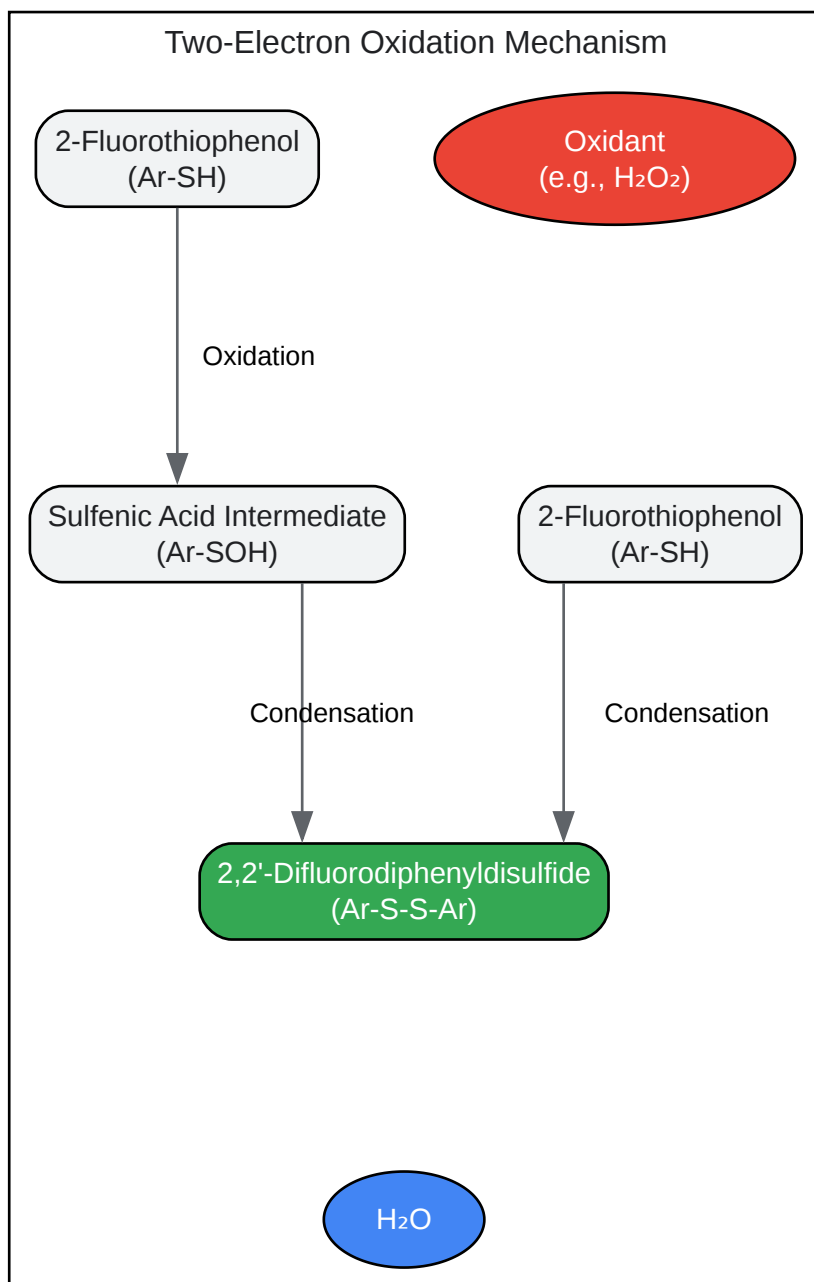 Two-Electron Oxidation Mechanism
2-Fluorothiophenol
(Ar-SH)
Oxidant
(e.g., H₂O₂)
Oxidation
Sulfenic Acid Intermediate
(Ar-SOH)
2-Fluorothiophenol
(Ar-SH)
Condensation
Condensation
2,2'-Difluorodiphenyldisulfide
(Ar-S-S-Ar)
H₂O